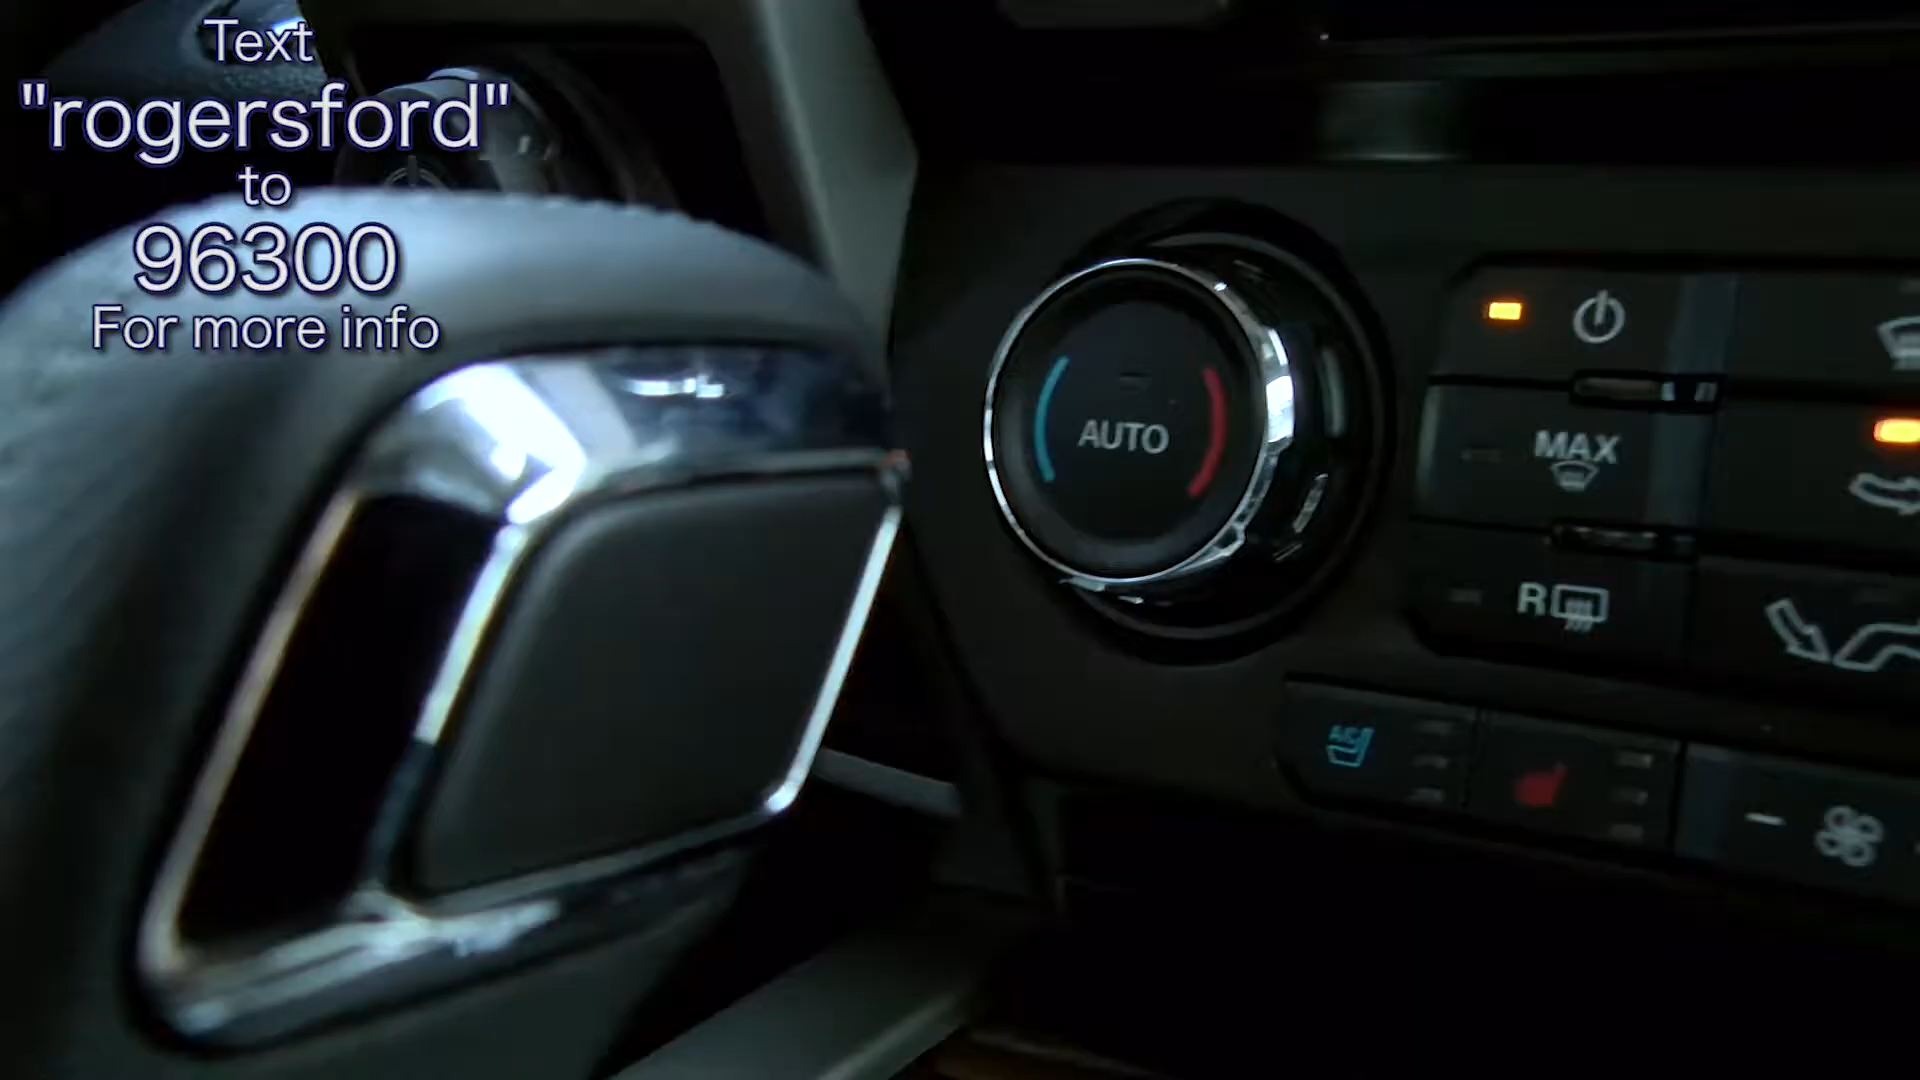 Text
"rogersford"
to
96300
For more info
AUTO
MAX
R
A/C